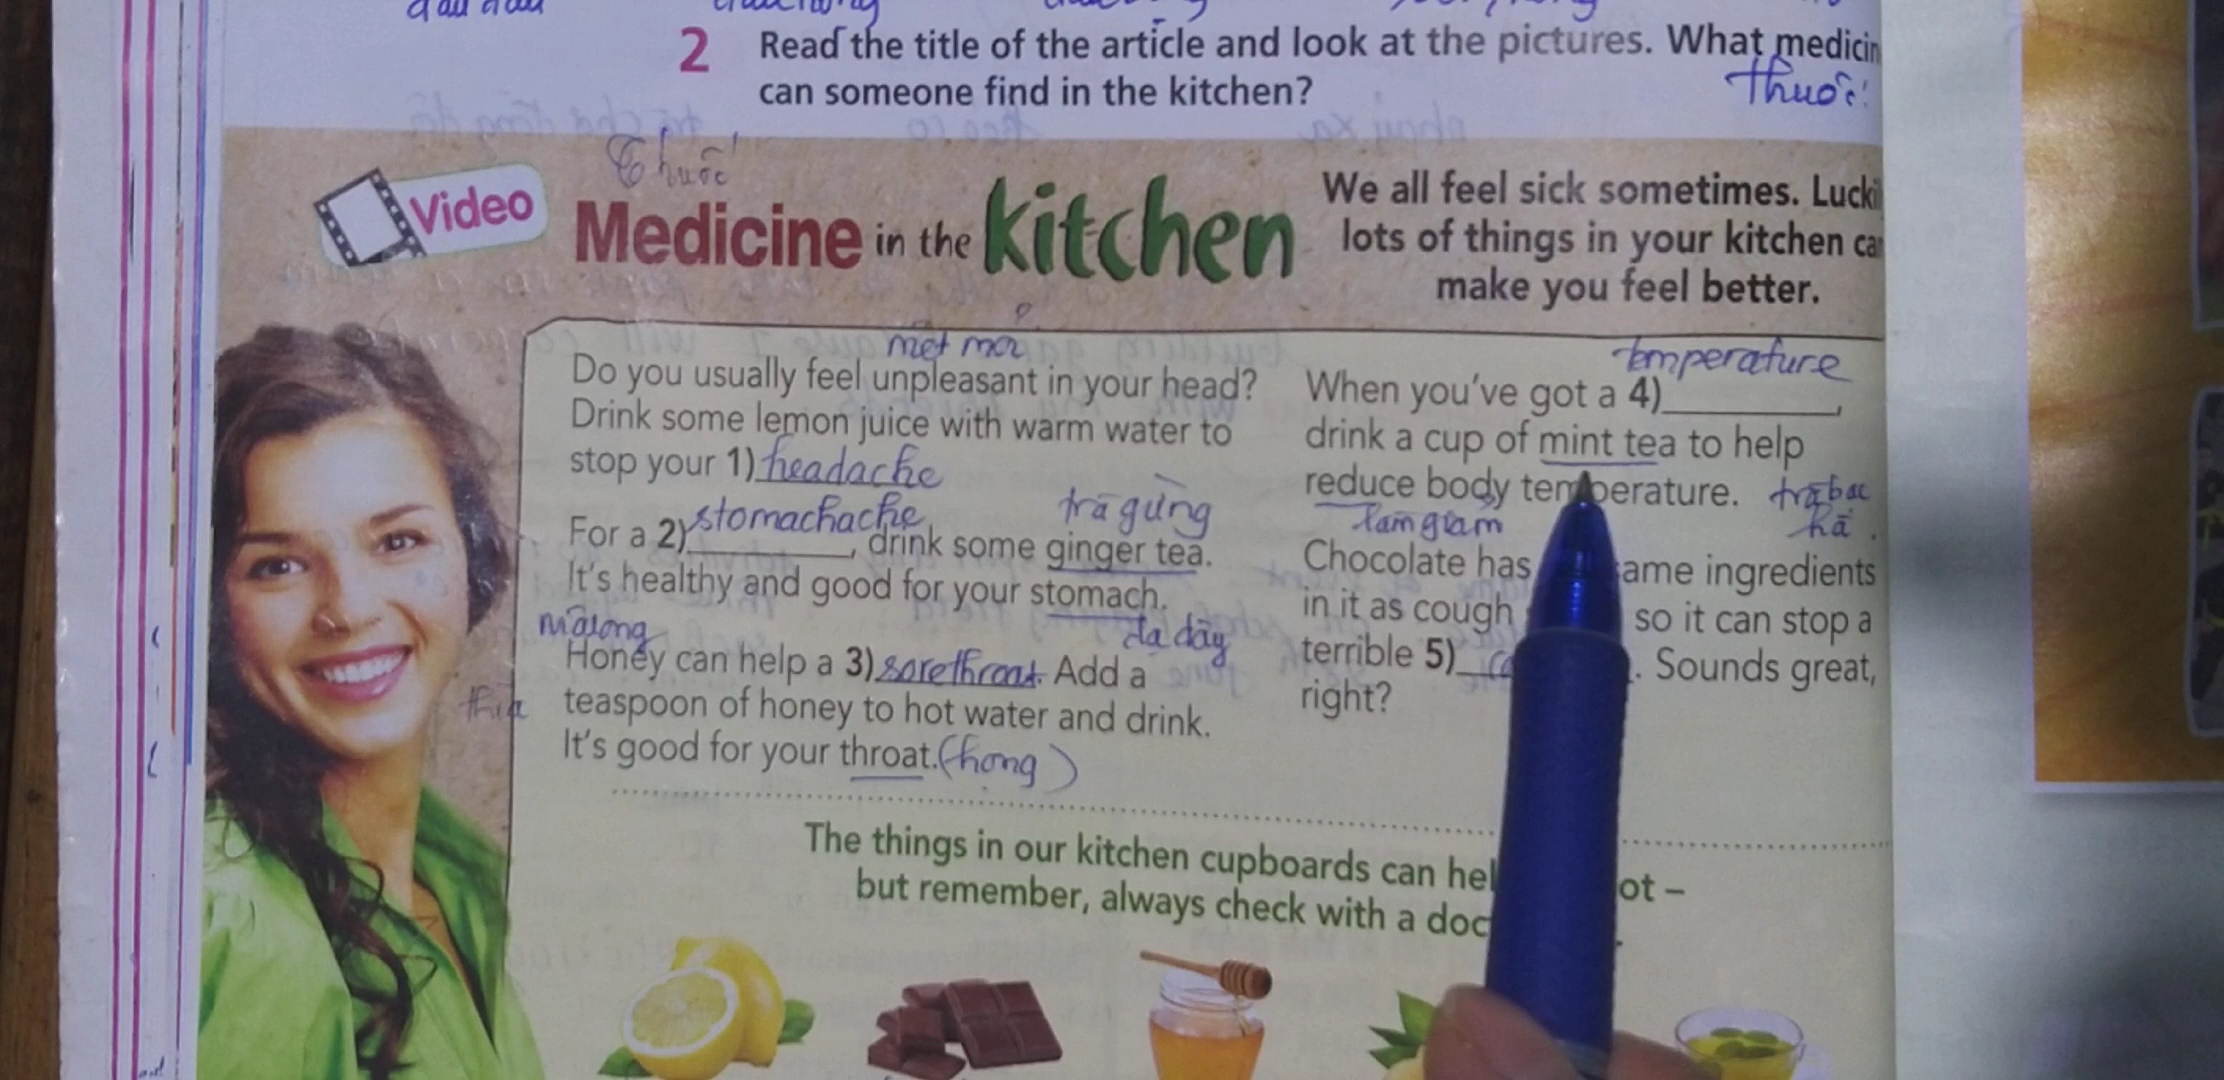 2 Read the title of the article and look at the pictures. What medicin
can someone find in the kitchen?
thuốc
thuốc
Video
Medicine in the kitchen
We all feel sick sometimes. Lucki
lots of things in your kitchen ca
make you feel better.
mệt mỏi
Do you usually feel unpleasant in your head?
Drink some lemon juice with warm water to
stop your 1) headache
stomachache
trà gừng
For a 2)________, drink some ginger tea.
It's healthy and good for your stomach.
mật ong
dạ dày
Honey can help a 3) sorethroat. Add a
thìa
teaspoon of honey to hot water and drink.
It's good for your throat. (họng)
temperature
When you've got a 4)________,
drink a cup of mint tea to help
reduce body temperature.
trà bạc
hà.
làm giảm
Chocolate has ame ingredients
in it as cough so it can stop a
terrible 5) . Sounds great,
right?
The things in our kitchen cupboards can hel ot –
but remember, always check with a doc